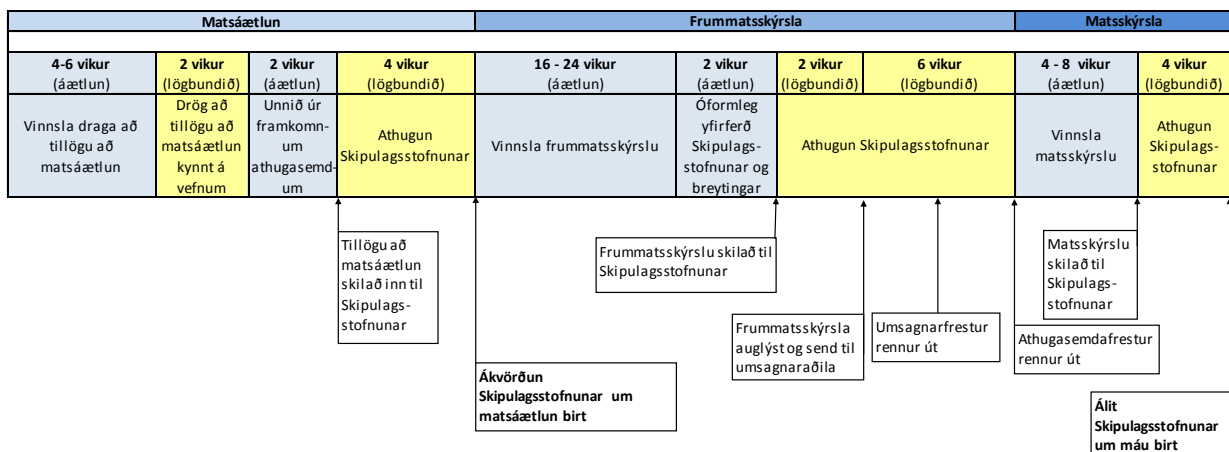 Matsáætlun
Frummatsskýrsla
Matsskýrsla
4-6 vikur
(áætlun)
2 vikur
(lögbundið)
2 vikur
(áætlun)
4 vikur
(lögbundið)
16 - 24 vikur
(áætlun)
2 vikur
(áætlun)
2 vikur
(lögbundið)
6 vikur
(lögbundið)
4 - 8 vikur
(áætlun)
4 vikur
(lögbundið)
Vinnsla draga að
tillögu að
matsáætlun
Drög að
tillögu að
matsáætlun
kynnt á
vefnum
Unnið úr
framkomn-
um
athugasemd-
um
Athugun
Skipulagsstofnunar
Vinnsla frummatsskýrslu
Óformleg
yfirferð
Skipulags-
stofnunar og
breytingar
Athugun Skipulagsstofnunar
Vinnsla
matsskýrslu
Athugun
Skipulags-
stofnunar
Tillögu að
matsáætlun
skilað inn til
Skipulags-
stofnunar
Ákvörðun
Skipulagsstofnunar um
matsáætlun birt
Frummatsskýrslu skilað til
Skipulagsstofnunar
Frummatsskýrsla
auglýst og send til
umsagnaraðila
Umsagnarfrestur
rennur út
Athugasemdafrestur
rennur út
Matsskýrslu
skilað til
Skipulags-
stofnunar
Álit
Skipulagsstofnunar
um máu birt